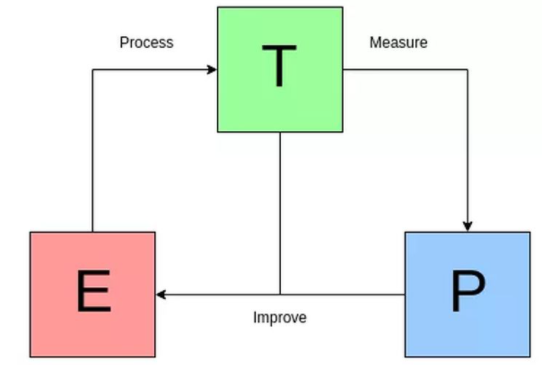 Process
T
Measure
E
P
Improve